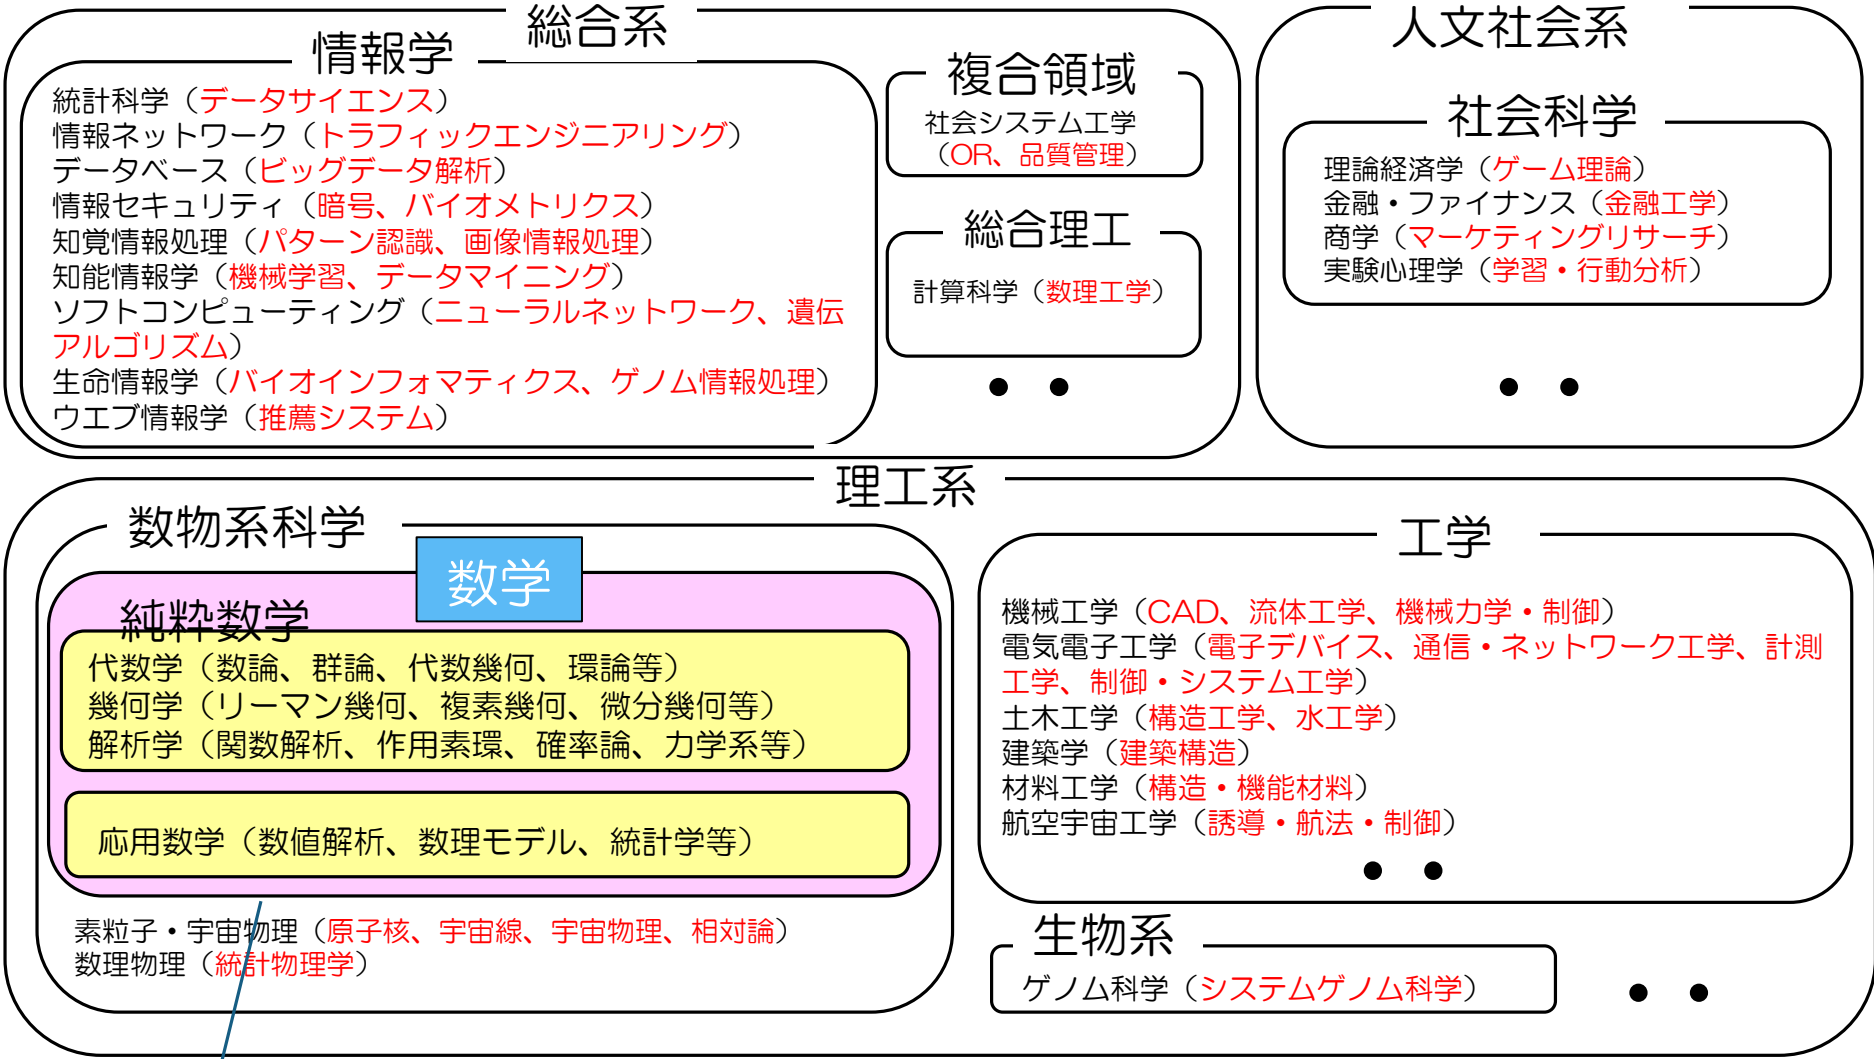 総合系
情報学
統計科学（データサイエンス）
情報ネットワーク（トラフィックエンジニアリング）
データベース（ビッグデータ解析）
情報セキュリティ（暗号、バイオメトリクス）
知覚情報処理（パターン認識、画像情報処理）
知能情報学（機械学習、データマイニング）
ソフトコンピューティング（ニューラルネットワーク、遺伝
アルゴリズム）
生命情報学（バイオインフォマティクス、ゲノム情報処理）
ウエブ情報学（推薦システム）
複合領域
社会システム工学
（OR、品質管理）
総合理工
計算科学（数理工学）
人文社会系
社会科学
理論経済学（ゲーム理論）
金融・ファイナンス（金融工学）
商学（マーケティングリサーチ）
実験心理学（学習・行動分析）
理工系
数物系科学
数学
純粋数学
代数学（数論、群論、代数幾何、環論等）
幾何学（リーマン幾何、複素幾何、微分幾何等）
解析学（関数解析、作用素環、確率論、力学系等）
応用数学（数値解析、数理モデル、統計学等）
素粒子・宇宙物理（原子核、宇宙線、宇宙物理、相対論）
数理物理（統計物理学）
工学
機械工学（CAD、流体工学、機械力学・制御）
電気電子工学（電子デバイス、通信・ネットワーク工学、計測
工学、制御・システム工学）
土木工学（構造工学、水工学）
建築学（建築構造）
材料工学（構造・機能材料）
航空宇宙工学（誘導・航法・制御）
生物系
ゲノム科学（システムゲノム科学）